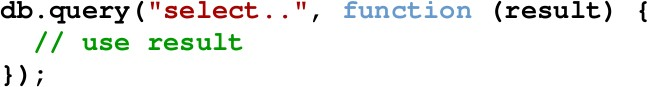 db.query("select..", function (result) {
  // use result
});